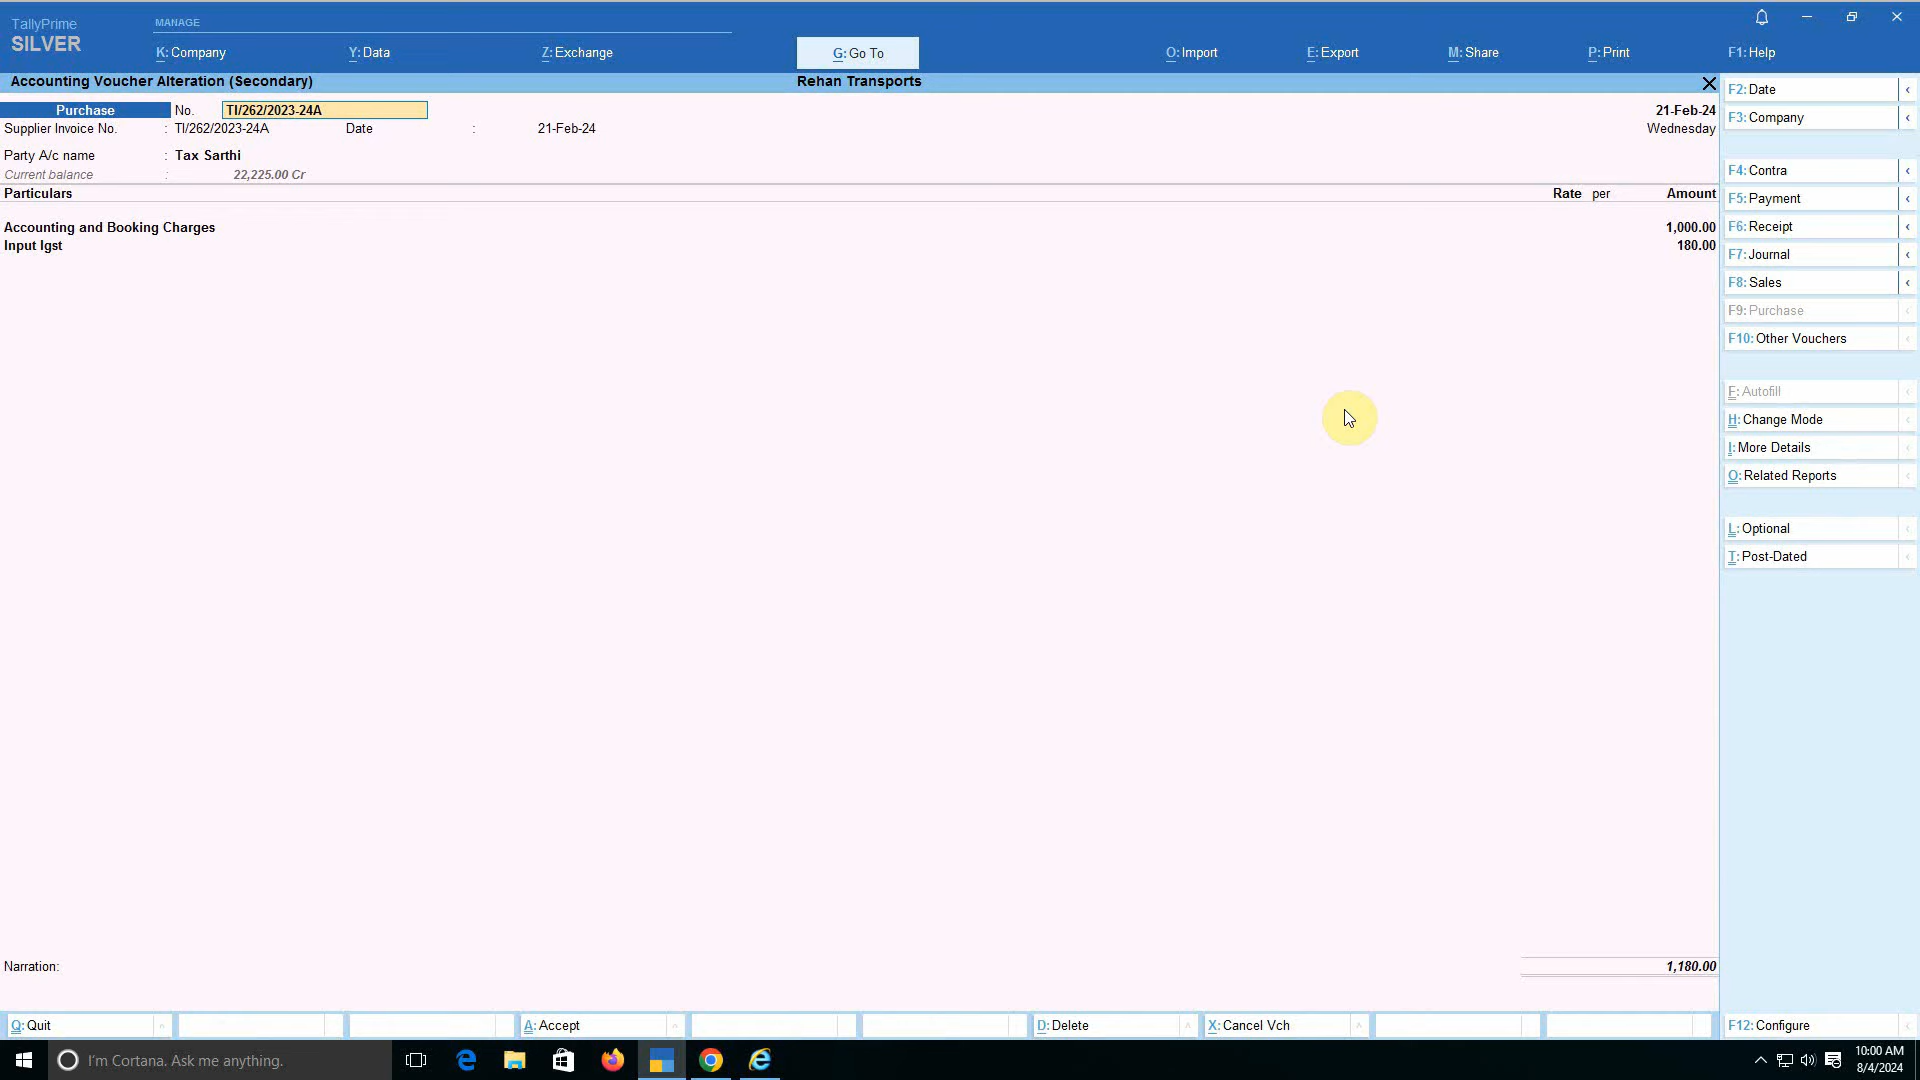 TallyPrime
SILVER
MANAGE
K: Company
Y: Data
Z: Exchange
G: Go To
O: Import
E: Export
M: Share
P: Print
F1: Help
Accounting Voucher Alteration (Secondary)
Rehan Transports
Purchase No. TI/262/2023-24A
21-Feb-24
Supplier Invoice No. : TI/262/2023-24A Date : 21-Feb-24
Wednesday
Party A/c name : Tax Sarthi
Current balance : 22,225.00 Cr
Particulars Rate per Amount
Accounting and Booking Charges 1,000.00
Input Igst 180.00
Narration: 1,180.00
F2: Date
F3: Company
F4: Contra
F5: Payment
F6: Receipt
F7: Journal
F8: Sales
F9: Purchase
F10: Other Vouchers
F: Autofill
H: Change Mode
I: More Details
O: Related Reports
L: Optional
T: Post-Dated
Q: Quit
A: Accept
D: Delete
X: Cancel Vch
F12: Configure
I'm Cortana. Ask me anything.
10:00 AM
8/4/2024